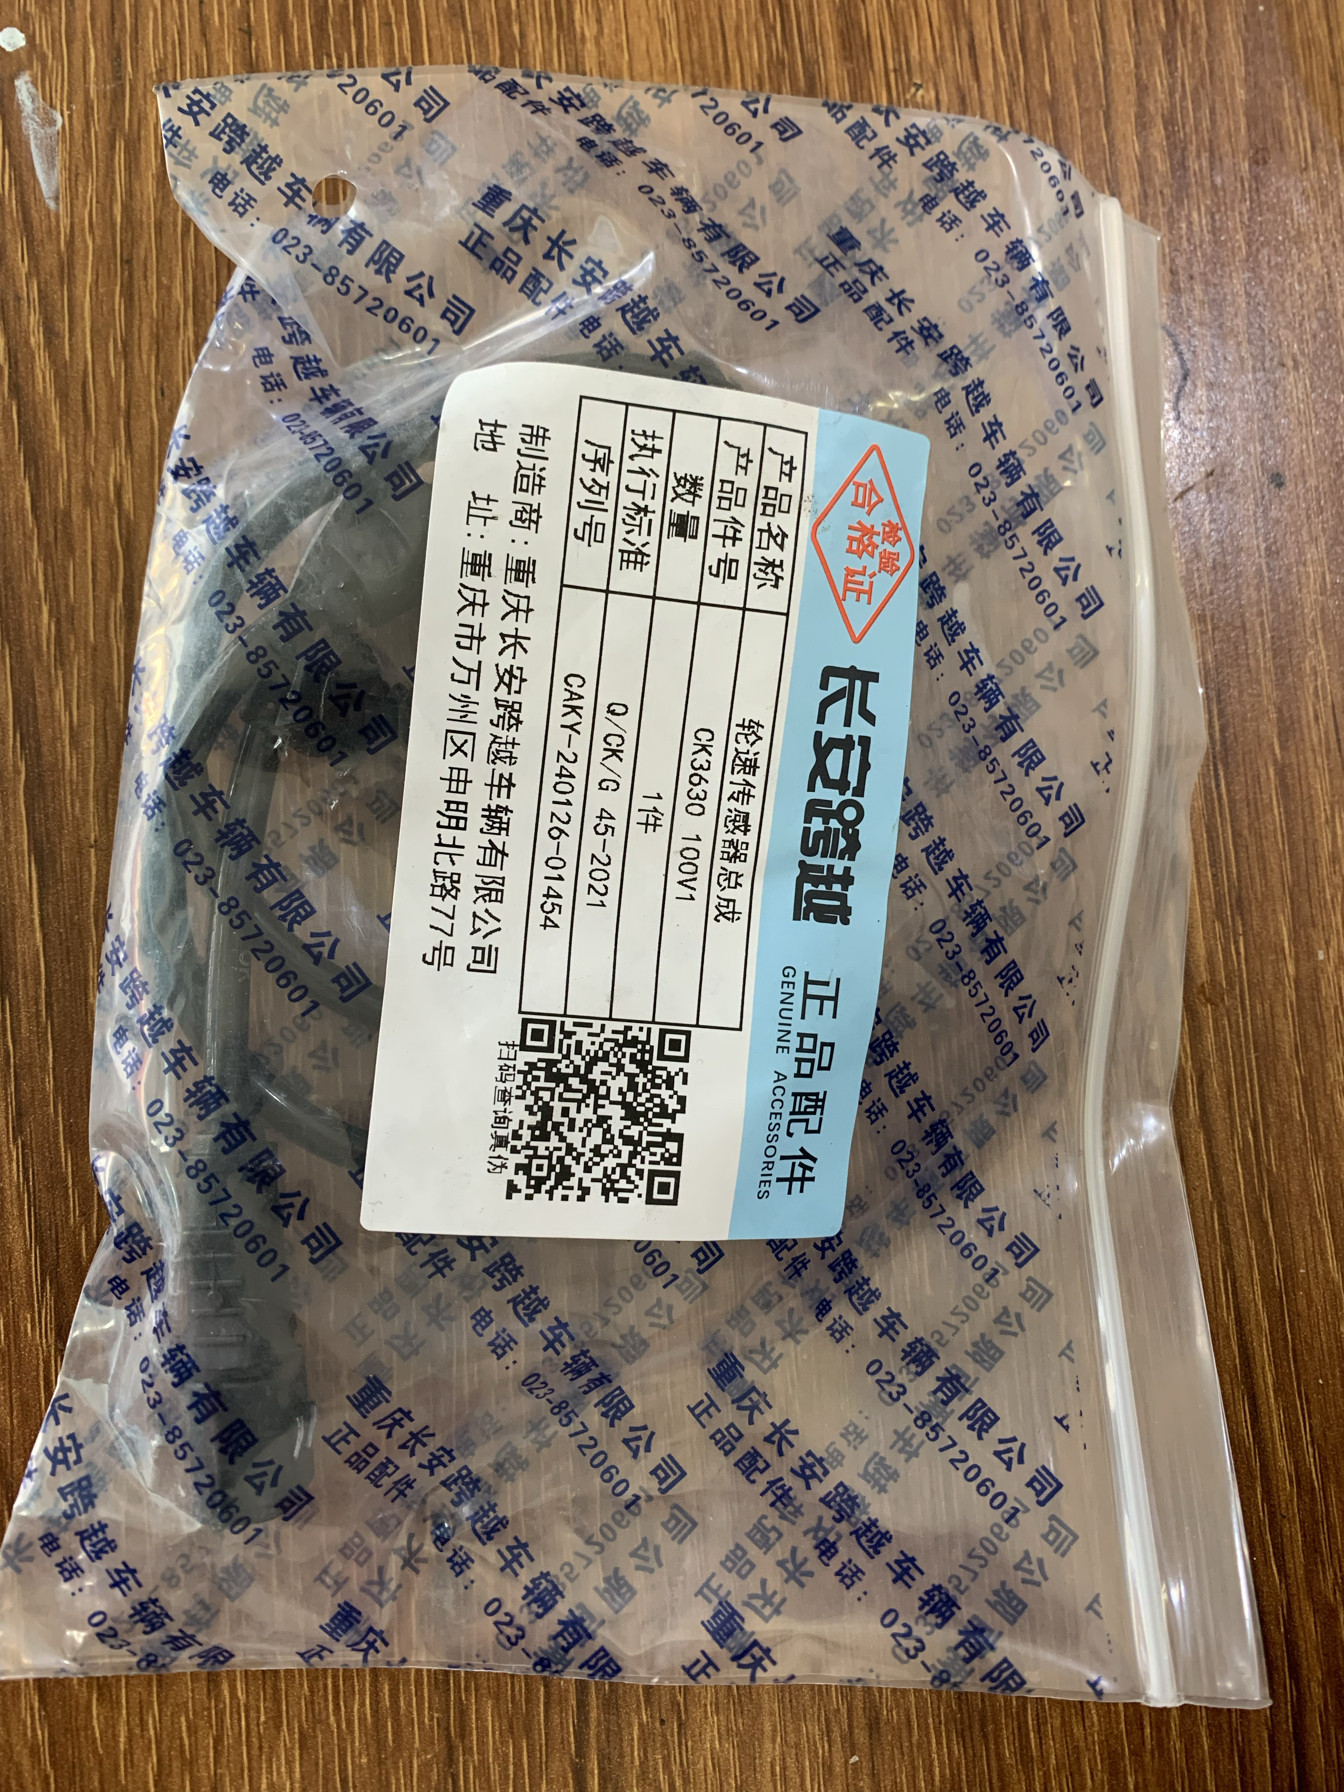 检验
合格证
长安跨越
正品配件
GENUINE ACCESSORIES
产品名称 轮速传感器总成
产品件号 CK3630 100V1
数量 1件
执行标准 Q/CK/G 45-2021
序列号 CAKY-240126-01454
制造商：重庆长安跨越车辆有限公司
地 址：重庆市万州区申明北路77号
扫码查询真伪
重庆长安跨越车辆有限公司
正品配件 电话：023-85720601